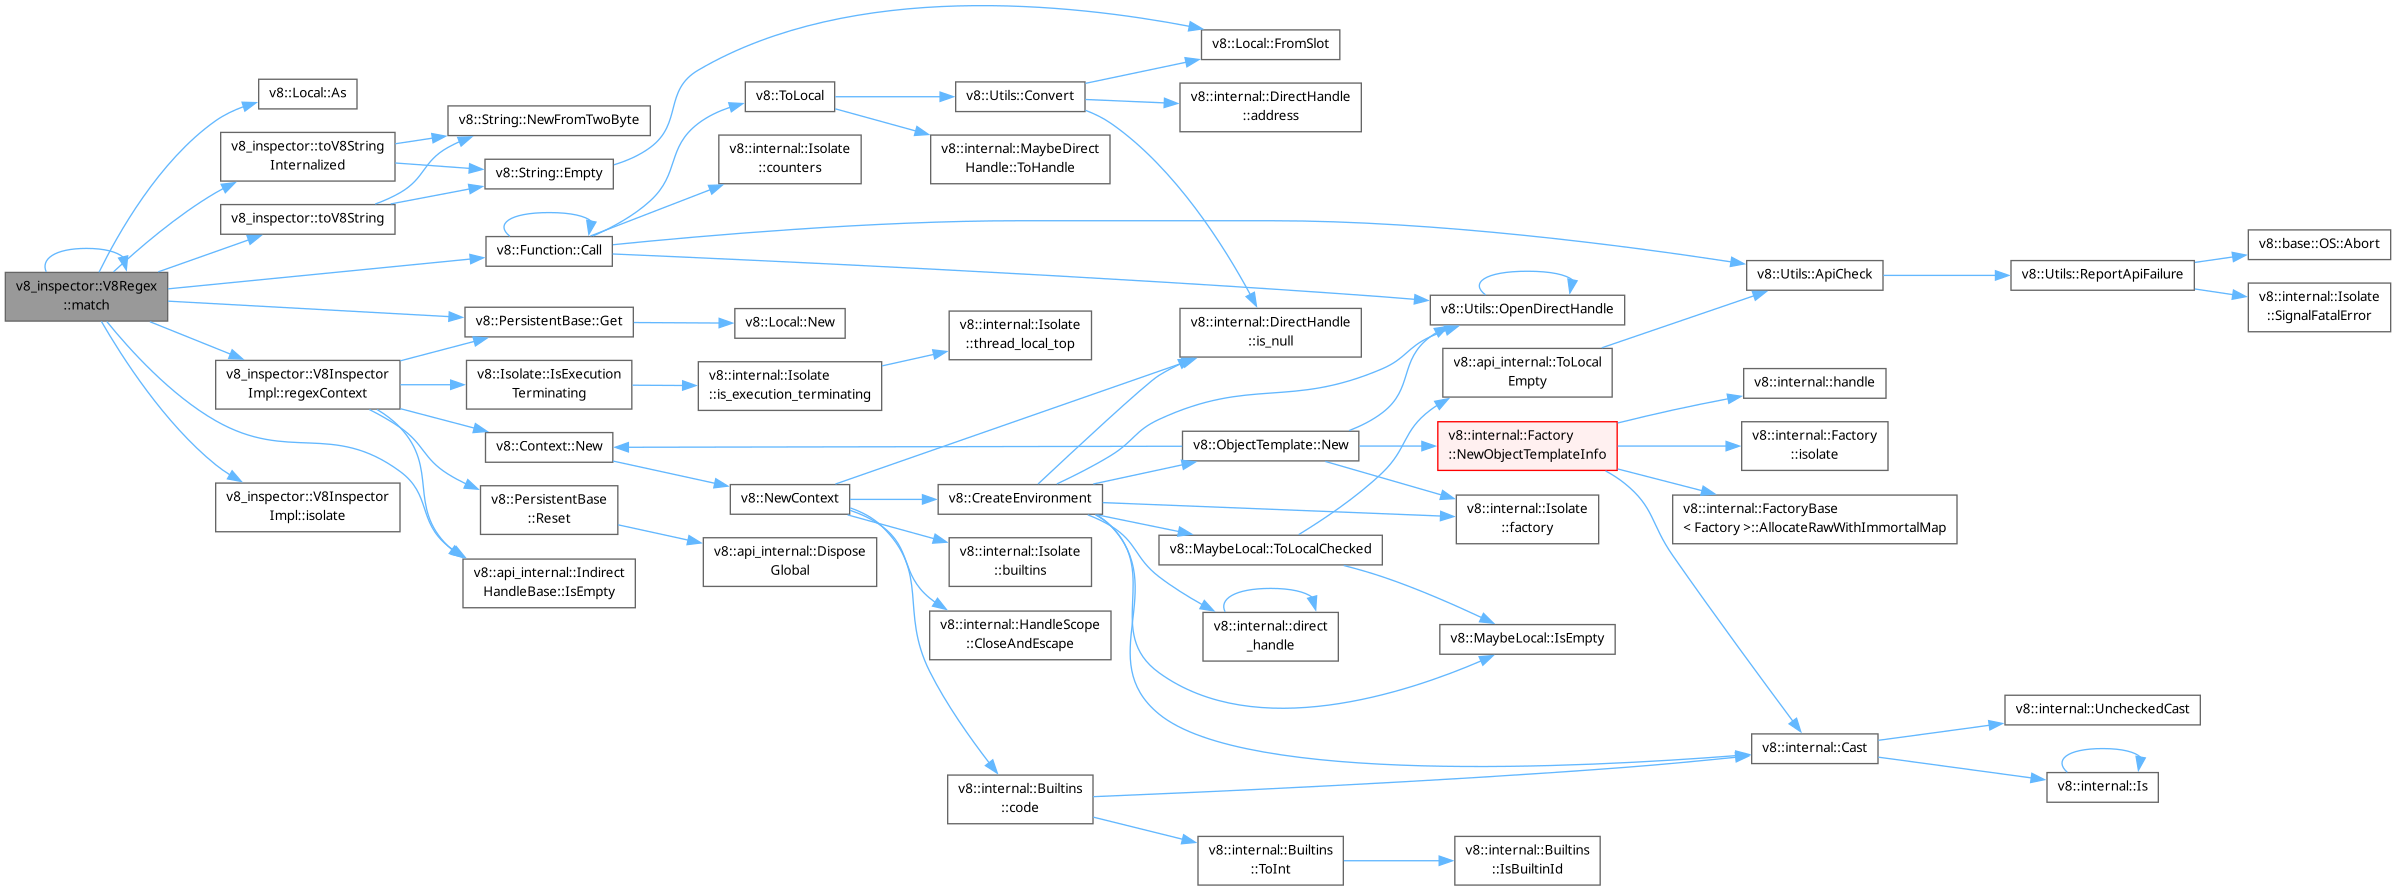 v8_inspector::V8Regex
::match
v8::Local::As
v8_inspector::toV8String
Internalized
v8_inspector::toV8String
v8_inspector::V8Inspector
Impl::regexContext
v8_inspector::V8Inspector
Impl::isolate
v8::String::NewFromTwoByte
v8::String::Empty
v8::Function::Call
v8::PersistentBase::Get
v8::Isolate::IsExecution
Terminating
v8::Context::New
v8::PersistentBase
::Reset
v8::api_internal::Indirect
HandleBase::IsEmpty
v8::ToLocal
v8::internal::Isolate
::counters
v8::Local::New
v8::internal::Isolate
::is_execution_terminating
v8::NewContext
v8::api_internal::Dispose
Global
v8::Utils::Convert
v8::internal::MaybeDirect
Handle::ToHandle
v8::internal::Isolate
::thread_local_top
v8::CreateEnvironment
v8::internal::Isolate
::builtins
v8::internal::HandleScope
::CloseAndEscape
v8::internal::Builtins
::code
v8::Local::FromSlot
v8::internal::DirectHandle
::address
v8::internal::DirectHandle
::is_null
v8::ObjectTemplate::New
v8::MaybeLocal::ToLocalChecked
v8::internal::direct
_handle
v8::internal::Builtins
::ToInt
v8::Utils::OpenDirectHandle
v8::api_internal::ToLocal
Empty
v8::internal::Factory
::NewObjectTemplateInfo
v8::internal::Isolate
::factory
v8::MaybeLocal::IsEmpty
v8::internal::Builtins
::IsBuiltinId
v8::Utils::ApiCheck
v8::internal::handle
v8::internal::Factory
::isolate
v8::internal::FactoryBase
< Factory >::AllocateRawWithImmortalMap
v8::internal::Cast
v8::Utils::ReportApiFailure
v8::internal::UncheckedCast
v8::internal::Is
v8::base::OS::Abort
v8::internal::Isolate
::SignalFatalError